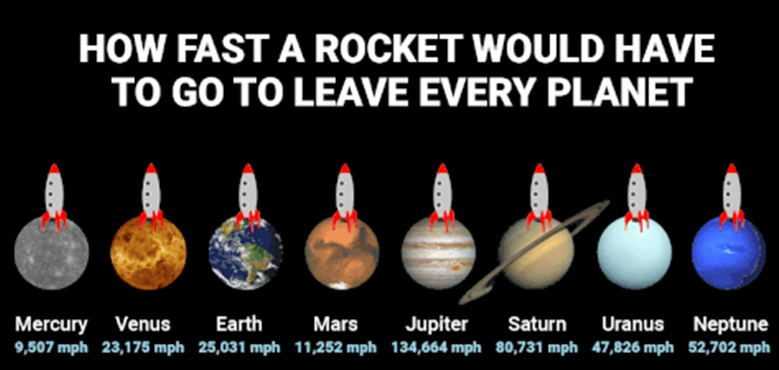 HOW FAST A ROCKET WOULD HAVE
TO GO TO LEAVE EVERY PLANET
Mercury Venus Earth Mars Jupiter Saturn Uranus Neptune
9,507 mph 23,175 mph 25,031 mph 11,252 mph 134,664 mph 80,731 mph 47,826 mph 52,702 mph